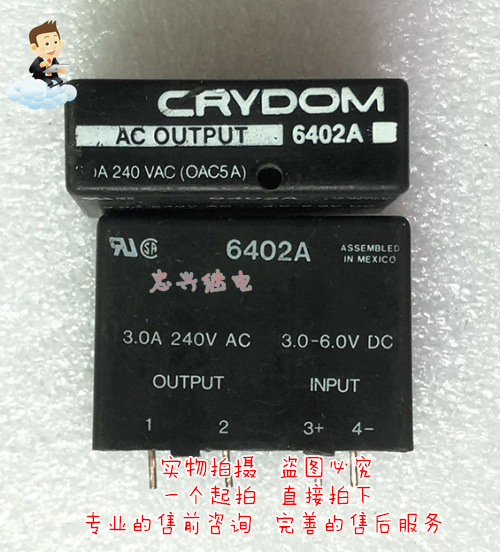 CRYDOM
AC OUTPUT 6402A
0A 240 VAC (OAC5A)
6402A
ASSEMBLED
IN MEXICO
志兴继电
3.0A 240V AC 3.0-6.0V DC
OUTPUT INPUT
1 2 3+ 4-
实物拍摄 盗图必究
一个起拍 直接拍下
专业的售前咨询 完善的售后服务